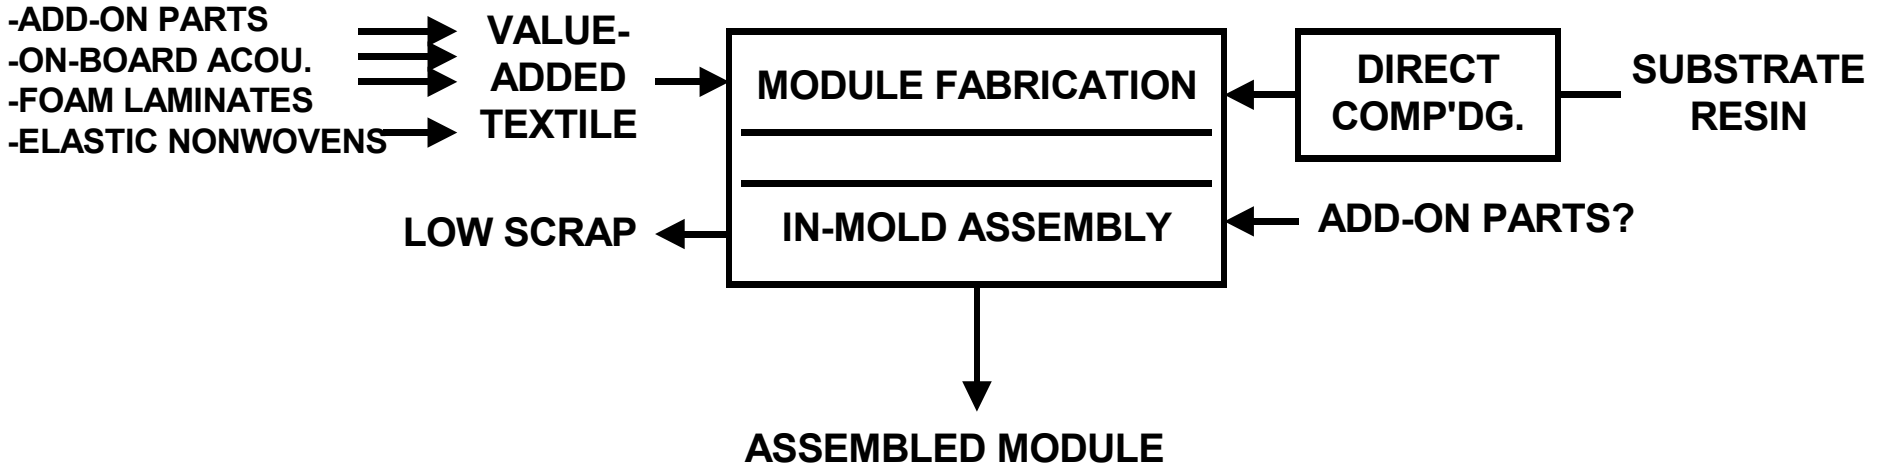 -ADD-ON PARTS
-ON-BOARD ACOU.
-FOAM LAMINATES
-ELASTIC NONWOVENS
VALUE-
ADDED
TEXTILE
MODULE FABRICATION
DIRECT
COMP'DG.
SUBSTRATE
RESIN
LOW SCRAP
IN-MOLD ASSEMBLY
ADD-ON PARTS?
ASSEMBLED MODULE